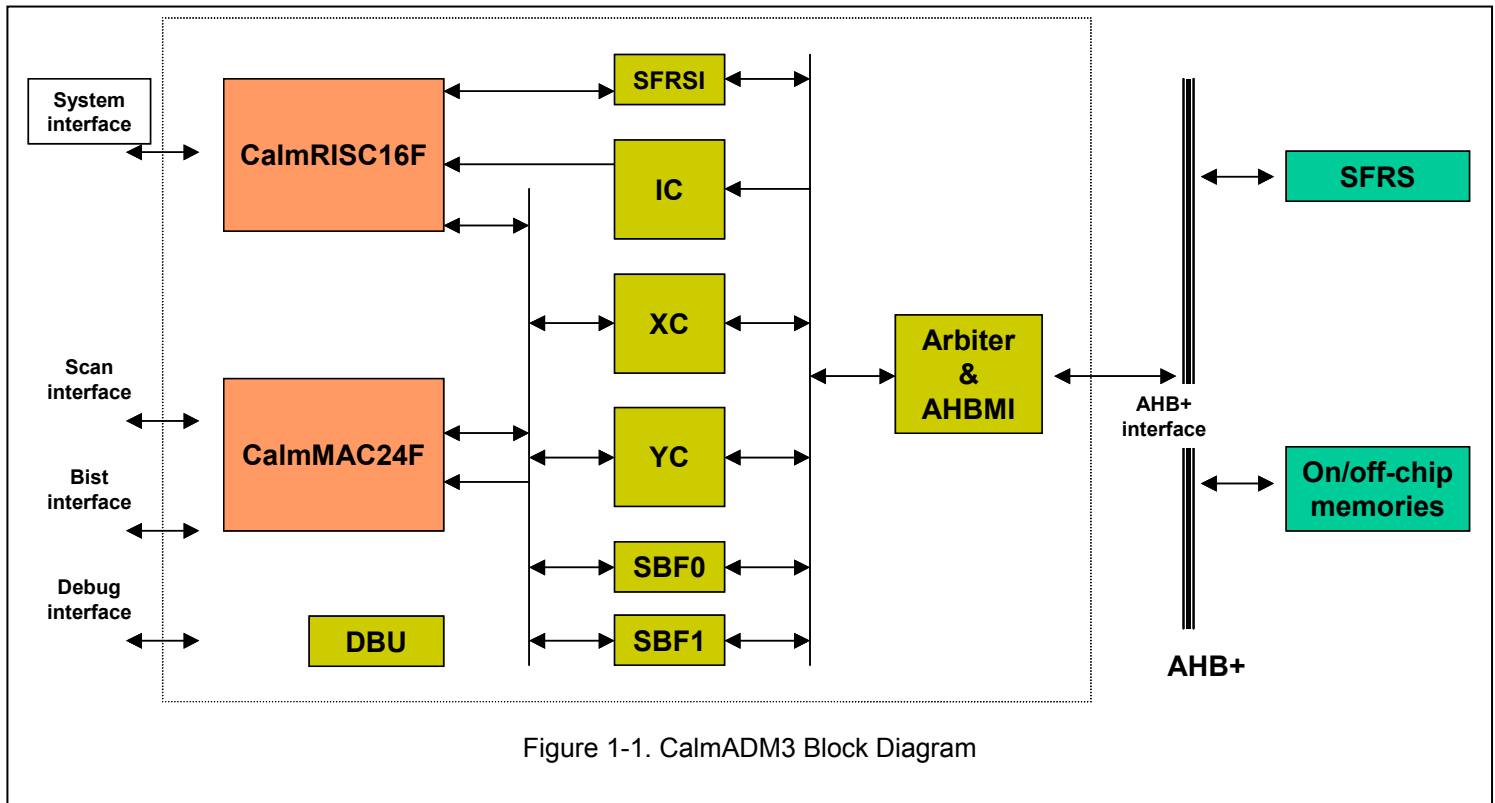 System
interface
CalmRISC16F
SFRSI
IC
XC
YC
SBF0
SBF1
Scan
interface
CalmMAC24F
Bist
interface
Debug
interface
DBU
Arbiter
&
AHBMI
AHB+
interface
SFRS
On/off-chip
memories
AHB+
Figure 1-1. CalmADM3 Block Diagram